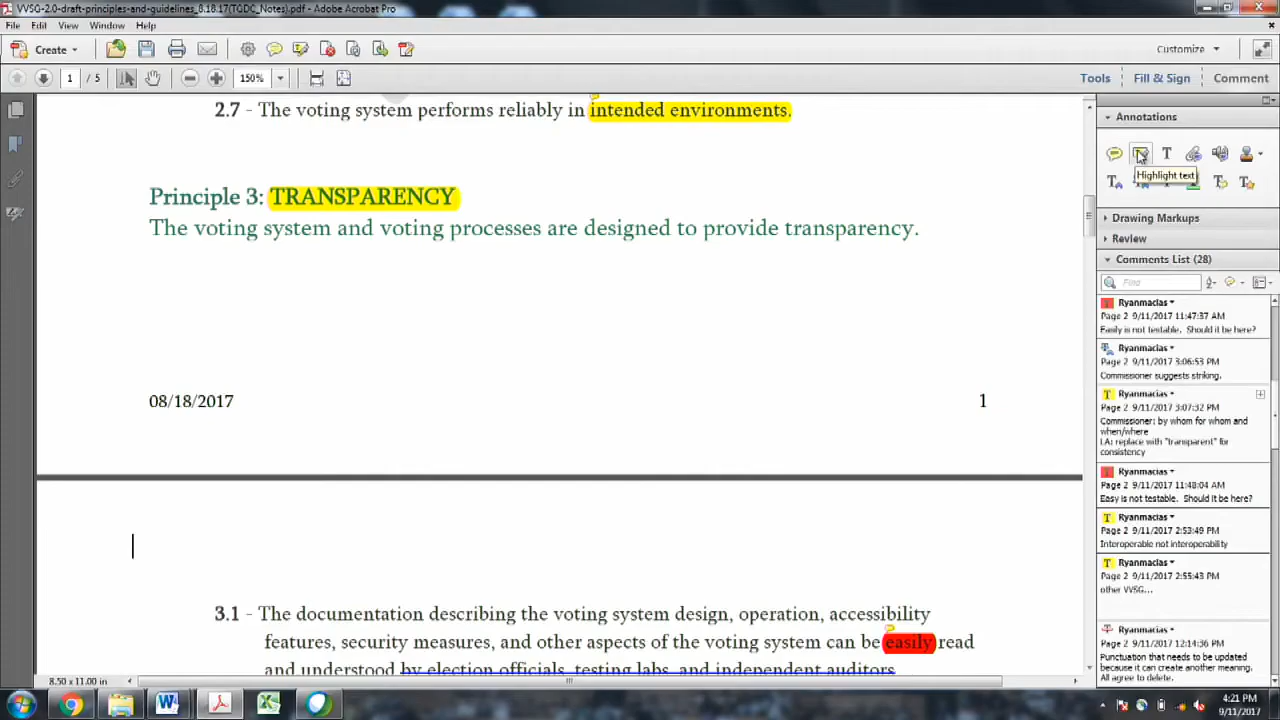 VVSG-2.0-draft-principles-and-guidelines_8.18.17(TGDC_Notes).pdf - Adobe Acrobat Pro
File Edit View Window Help
Create
Customize
1 / 5
150%
Tools
Fill & Sign
Comment
2.7 - The voting system performs reliably in intended environments.
Principle 3: TRANSPARENCY
The voting system and voting processes are designed to provide transparency.
08/18/2017
1
3.1 - The documentation describing the voting system design, operation, accessibility
features, security measures, and other aspects of the voting system can be easily read
and understood by election officials, testing labs, and independent auditors.
8.50 x 11.00 in
Annotations
Highlight text
Drawing Markups
Review
Comments List (28)
Find
Ryanmacias
Page 2 9/11/2017 11:47:37 AM
Easily is not testable. Should it be here?
Ryanmacias
Page 2 9/11/2017 3:06:53 PM
Commissioner suggests striking.
Ryanmacias
Page 2 9/11/2017 3:07:32 PM
Commissioner: by whom for whom and
when/where
LA: replace with "transparent" for
consistency
Ryanmacias
Page 2 9/11/2017 11:48:04 AM
Easy is not testable. Should it be here?
Ryanmacias
Page 2 9/11/2017 2:53:49 PM
Interoperable not interoperability
Ryanmacias
Page 2 9/11/2017 2:55:43 PM
other VVSG...
Ryanmacias
Page 2 9/11/2017 12:14:36 PM
Punctuation that needs to be updated
because it can create another meaning.
All agree to delete.
4:21 PM
9/11/2017